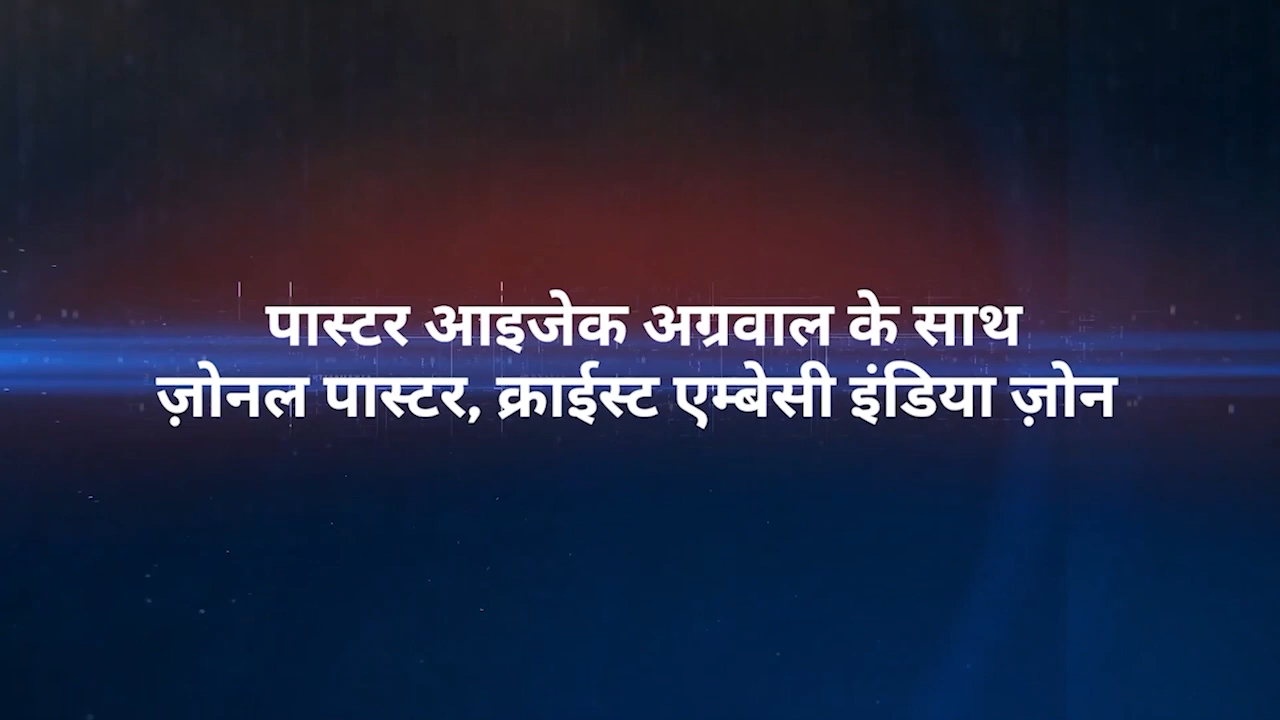 पास्टर आइजेक अग्रवाल के साथ
ज़ोनल पास्टर, क्राईस्ट एम्बेसी इंडिया ज़ोन